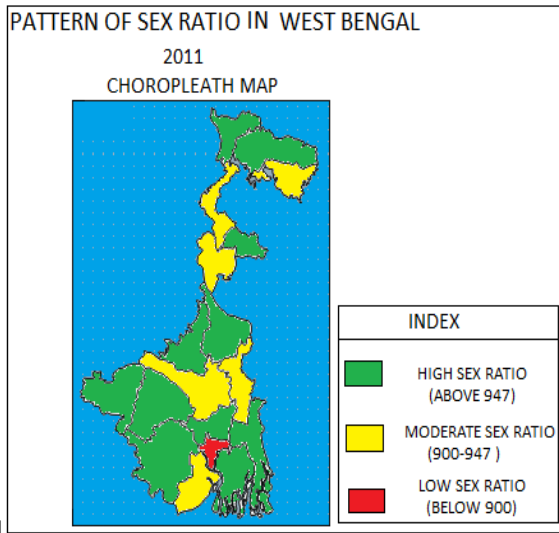 PATTERN OF SEX RATIO IN WEST BENGAL
2011
CHOROPLEATH MAP
INDEX
HIGH SEX RATIO
(ABOVE 947)
MODERATE SEX RATIO
(900-947 )
LOW SEX RATIO
(BELOW 900)